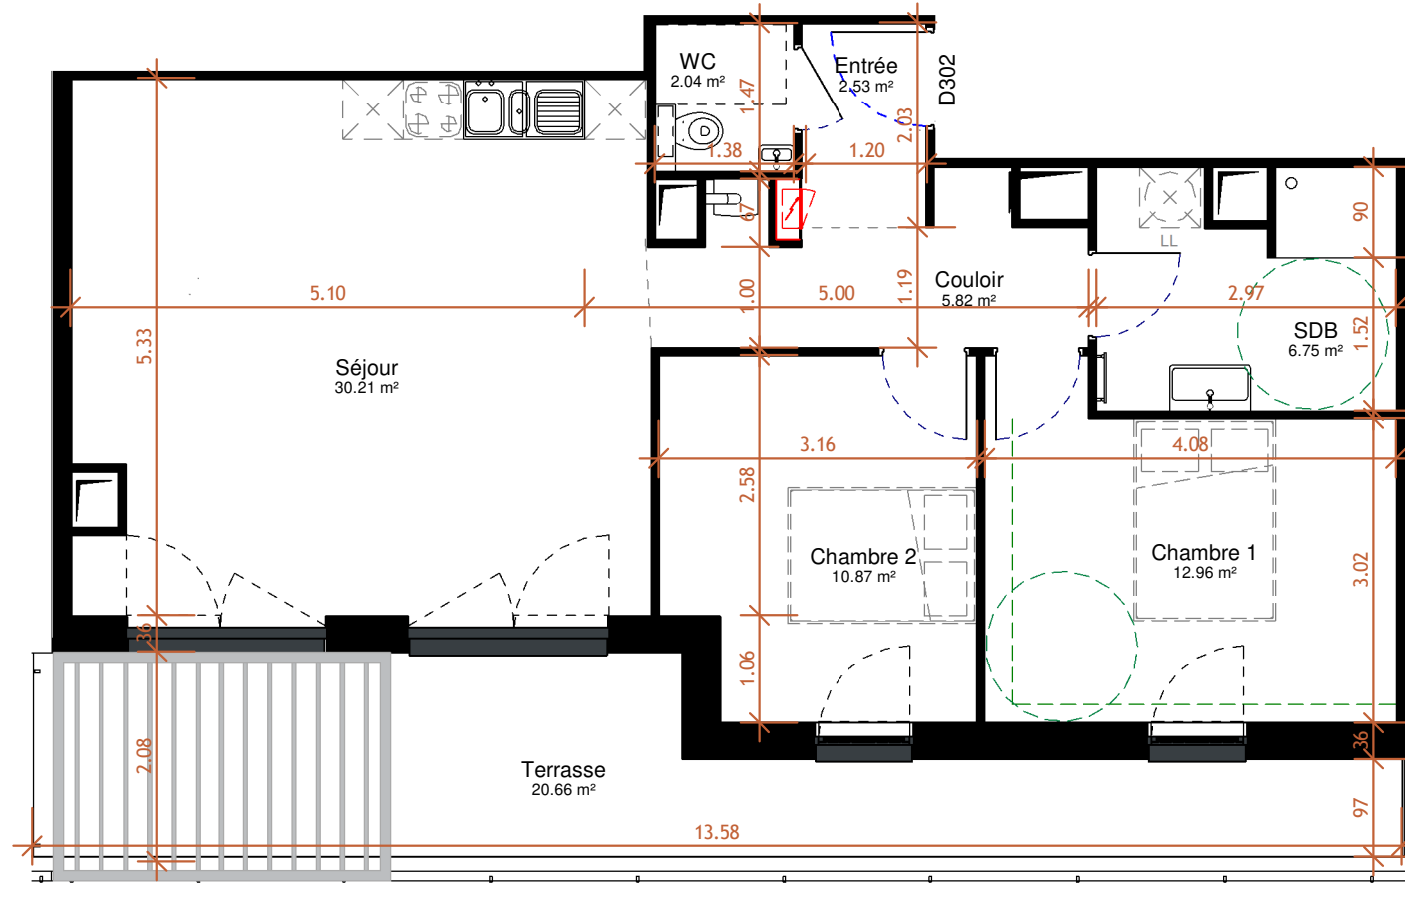 WC
2.04 m²
Entrée
2.53 m²
D302
1.47
2.03
1.38
1.20
67
90
LL
Couloir
5.82 m²
5.10
1.00
5.00
1.19
2.97
5.33
SDB
6.75 m²
1.52
Séjour
30.21 m²
3.16
4.08
2.58
Chambre 2
10.87 m²
Chambre 1
12.96 m²
3.02
36
1.06
36
2.08
Terrasse
20.66 m²
97
13.58